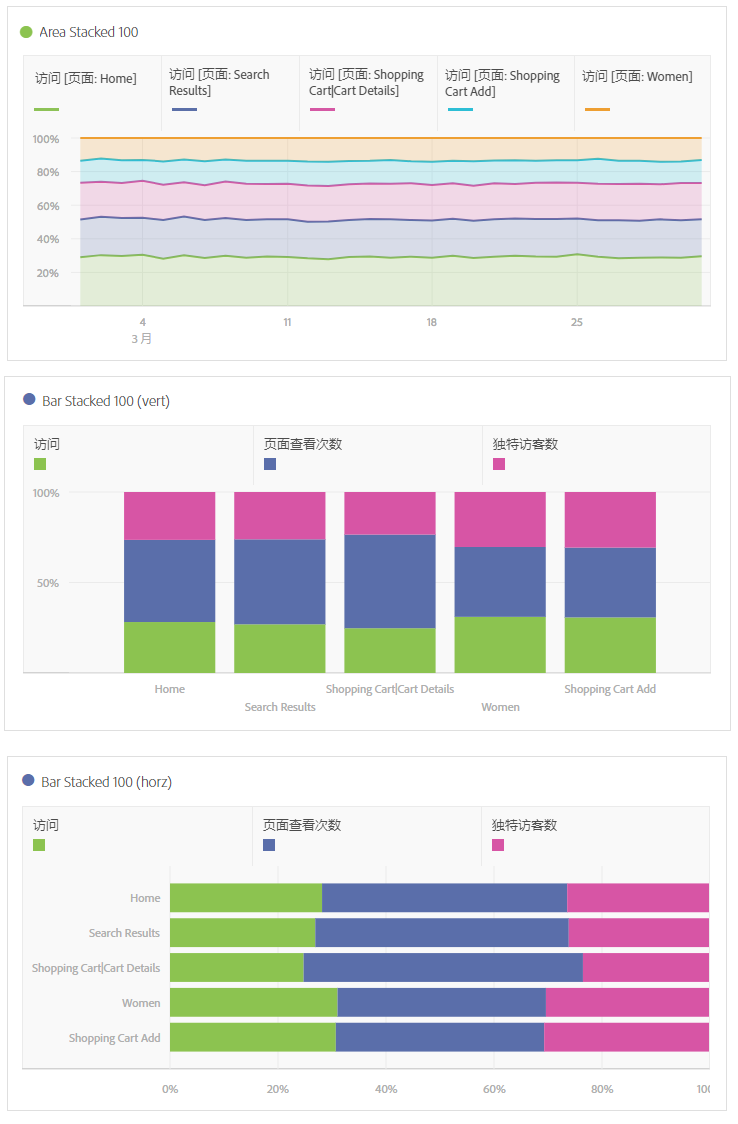 Area Stacked 100
访问 [页面: Home]
访问 [页面: Search
Results]
访问 [页面: Shopping
Cart|Cart Details]
访问 [页面: Shopping
Cart Add]
访问 [页面: Women]
100%
80%
60%
40%
20%
4
11
18
25
3 月
Bar Stacked 100 (vert)
访问
页面查看次数
独特访客数
100%
50%
Home
Shopping Cart|Cart Details
Shopping Cart Add
Search Results
Women
Bar Stacked 100 (horz)
访问
页面查看次数
独特访客数
Home
Search Results
Shopping Cart|Cart Details
Women
Shopping Cart Add
0%
20%
40%
60%
80%
100